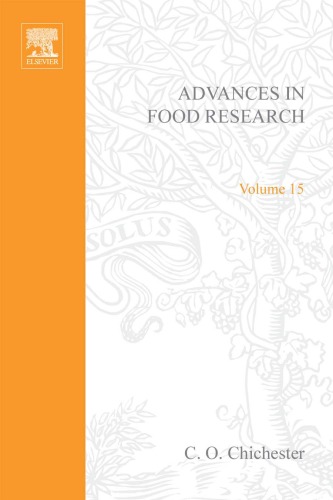 ELSEVIER
ADVANCES IN
FOOD RESEARCH
Volume 15
SOLUS
C. O. Chichester